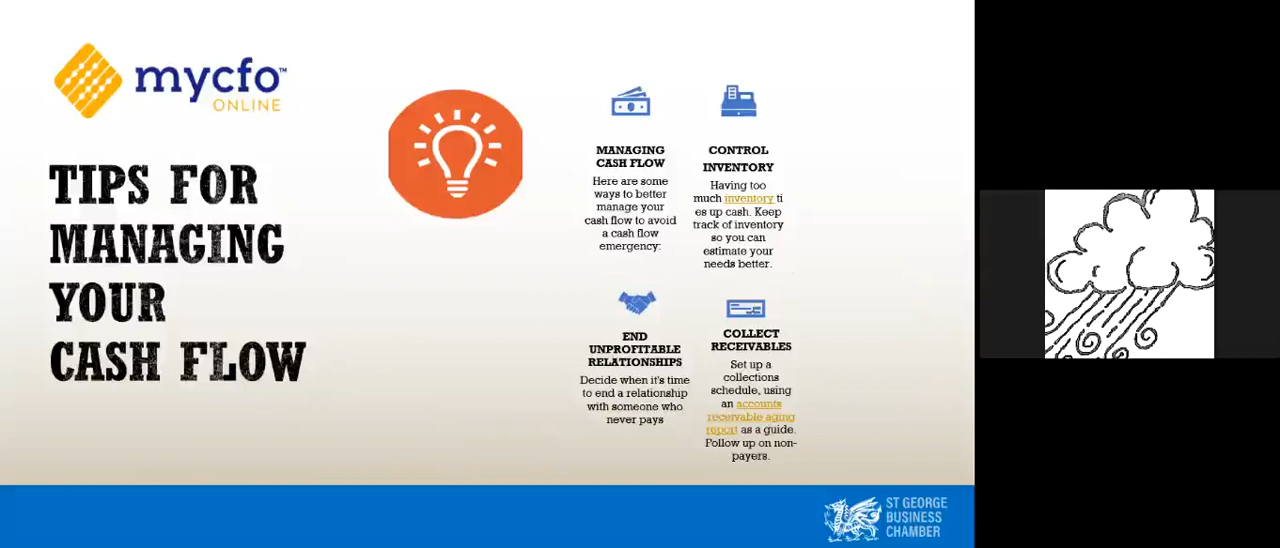 mycfo™
ONLINE
TIPS FOR
MANAGING
YOUR
CASH FLOW
MANAGING
CASH FLOW
Here are some
ways to better
manage your
cash flow to avoid
a cash flow
emergency:
CONTROL
INVENTORY
Having too
much inventory ti
es up cash. Keep
track of inventory
so you can
estimate your
needs better.
END
UNPROFITABLE
RELATIONSHIPS
Decide when it's time
to end a relationship
with someone who
never pays
COLLECT
RECEIVABLES
Set up a
collections
schedule, using
an accounts
receivable aging
report as a guide.
Follow up on non-
payers.
ST GEORGE
BUSINESS
CHAMBER